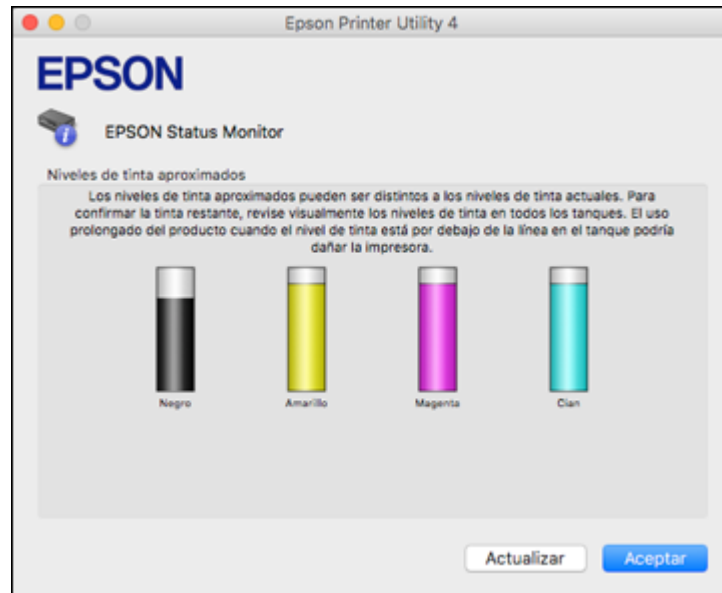 Epson Printer Utility 4
EPSON
EPSON Status Monitor
Niveles de tinta aproximados
Los niveles de tinta aproximados pueden ser distintos a los niveles de tinta actuales. Para
confirmar la tinta restante, revise visualmente los niveles de tinta en todos los tanques. El uso
prolongado del producto cuando el nivel de tinta está por debajo de la línea en el tanque podría
dañar la impresora.
Negro Amarillo Magenta Cian
Actualizar Aceptar